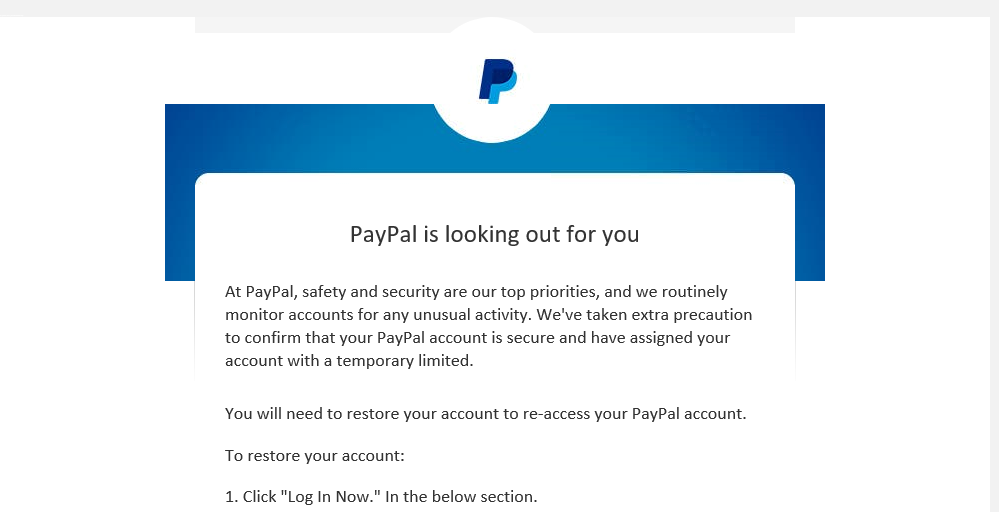 PayPal is looking out for you
At PayPal, safety and security are our top priorities, and we routinely
monitor accounts for any unusual activity. We've taken extra precaution
to confirm that your PayPal account is secure and have assigned your
account with a temporary limited.
You will need to restore your account to re-access your PayPal account.
To restore your account:
1. Click "Log In Now." In the below section.